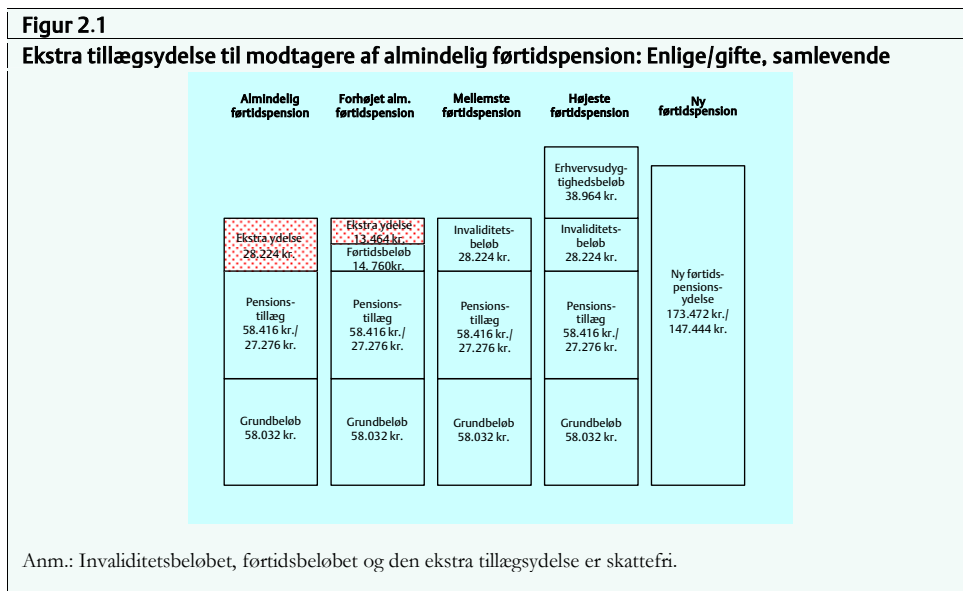 Figur 2.1
Ekstra tillægsydelse til modtagere af almindelig førtidspension: Enlige/gifte, samlevende
Almindelig
førtidspension
Forhøjet alm.
førtidspension
Mellemste
førtidspension
Højeste
førtidspension
Ny
førtidspension
Ekstra ydelse
28.224 kr.
Pensions-
tillæg
58.416 kr./
27.276 kr.
Grundbeløb
58.032 kr.
Ekstra ydelse
13.464 kr.
Førtidsbeløb
14. 760kr.
Pensions-
tillæg
58.416 kr./
27.276 kr.
Grundbeløb
58.032 kr.
Invaliditets-
beløb
28.224 kr.
Pensions-
tillæg
58.416 kr./
27.276 kr.
Grundbeløb
58.032 kr.
Erhvervsudyg-
tighedsbeløb
38.964 kr.
Invaliditets-
beløb
28.224 kr.
Pensions-
tillæg
58.416 kr./
27.276 kr.
Grundbeløb
58.032 kr.
Ny førtids-
pensions-
ydelse
173.472 kr./
147.444 kr.
Anm.: Invaliditetsbeløbet, førtidsbeløbet og den ekstra tillægsydelse er skattefri.